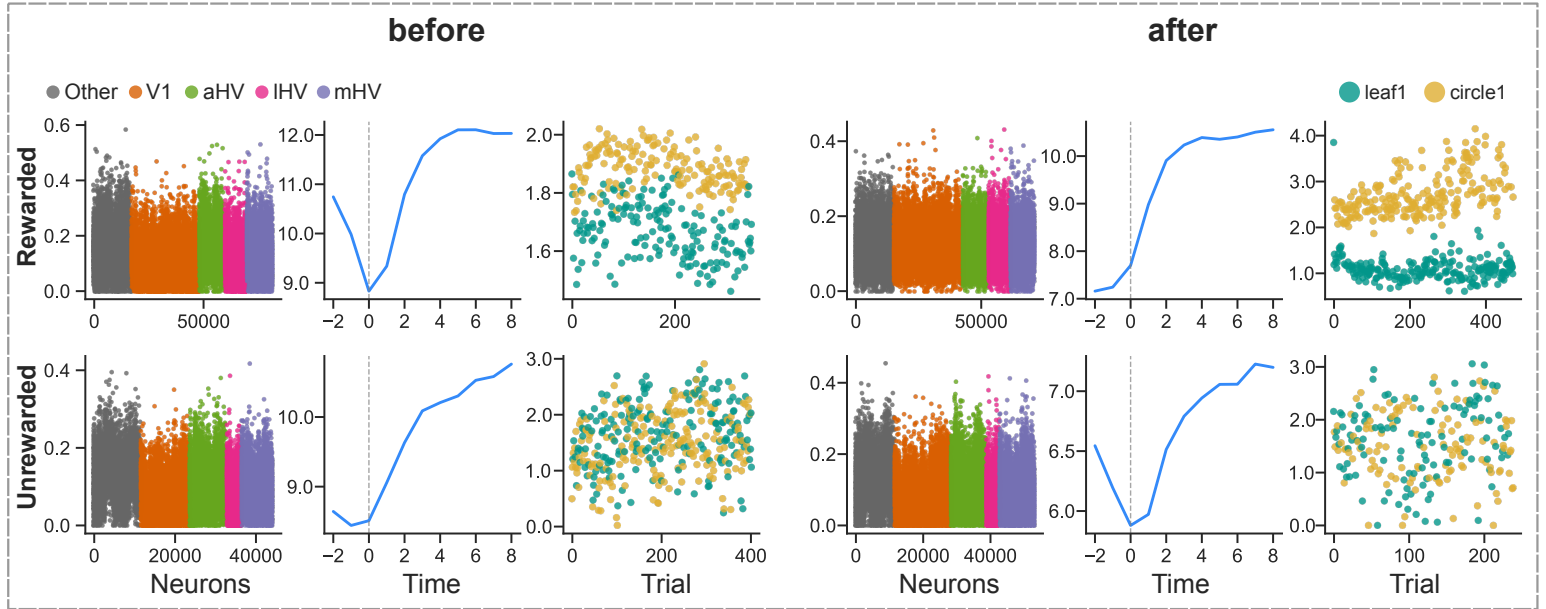 before after
Other V1 aHV lHV mHV leaf1 circle1
Rewarded
0.6 0.4 0.2 0.0
0 50000
12.0 11.0 10.0 9.0
−2 0 2 4 6 8
2.0 1.8 1.6
0 200
0.4 0.2 0.0
0 50000
10.0 9.0 8.0 7.0
−2 0 2 4 6 8
4.0 3.0 2.0 1.0
0 200 400
Unrewarded
0.4 0.2 0.0
0 20000 40000
Neurons
10.0 9.0
−2 0 2 4 6 8
Time
3.0 2.0 1.0 0.0
0 200 400
Trial
0.4 0.2 0.0
0 20000 40000
Neurons
7.0 6.5 6.0
−2 0 2 4 6 8
Time
3.0 2.0 1.0 0.0
0 100 200
Trial